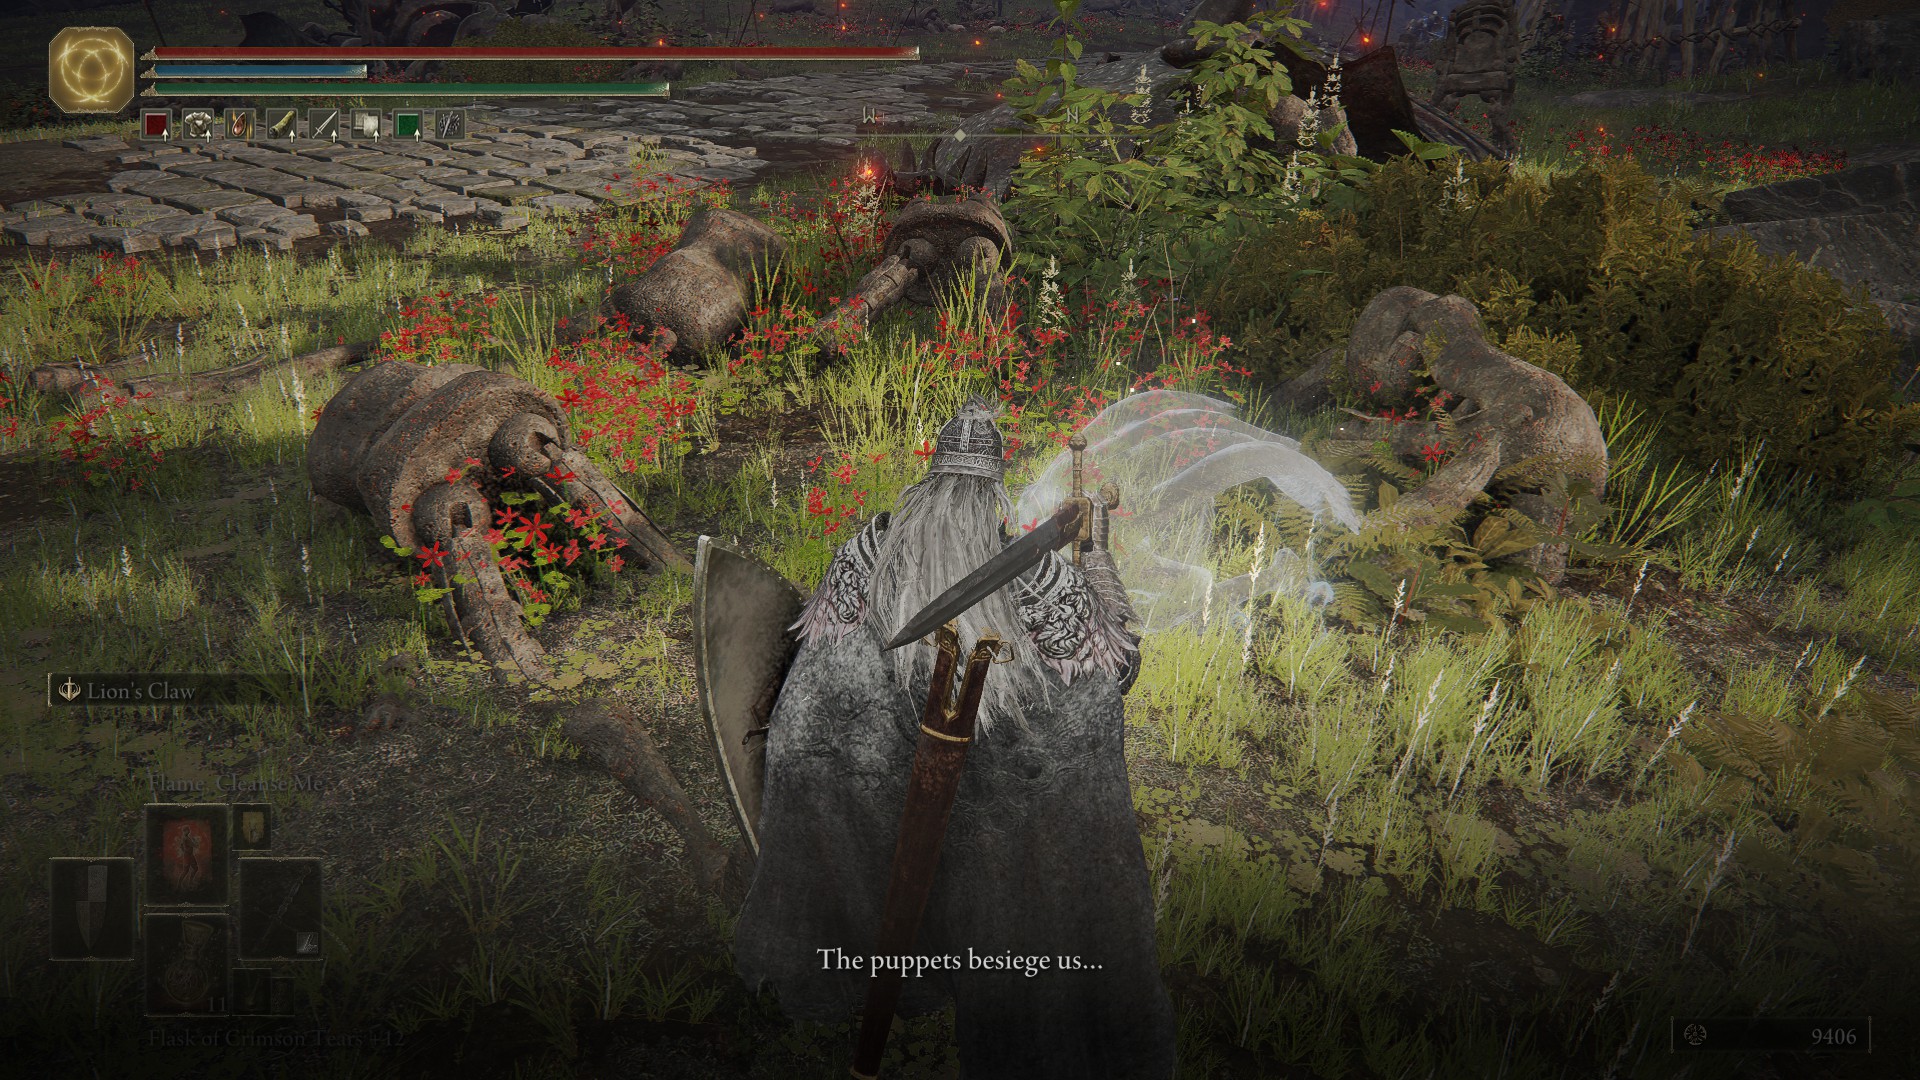 W
N
Lion's Claw
Flame, Cleanse Me
11
Flask of Crimson Tears +12
The puppets besiege us...
9406